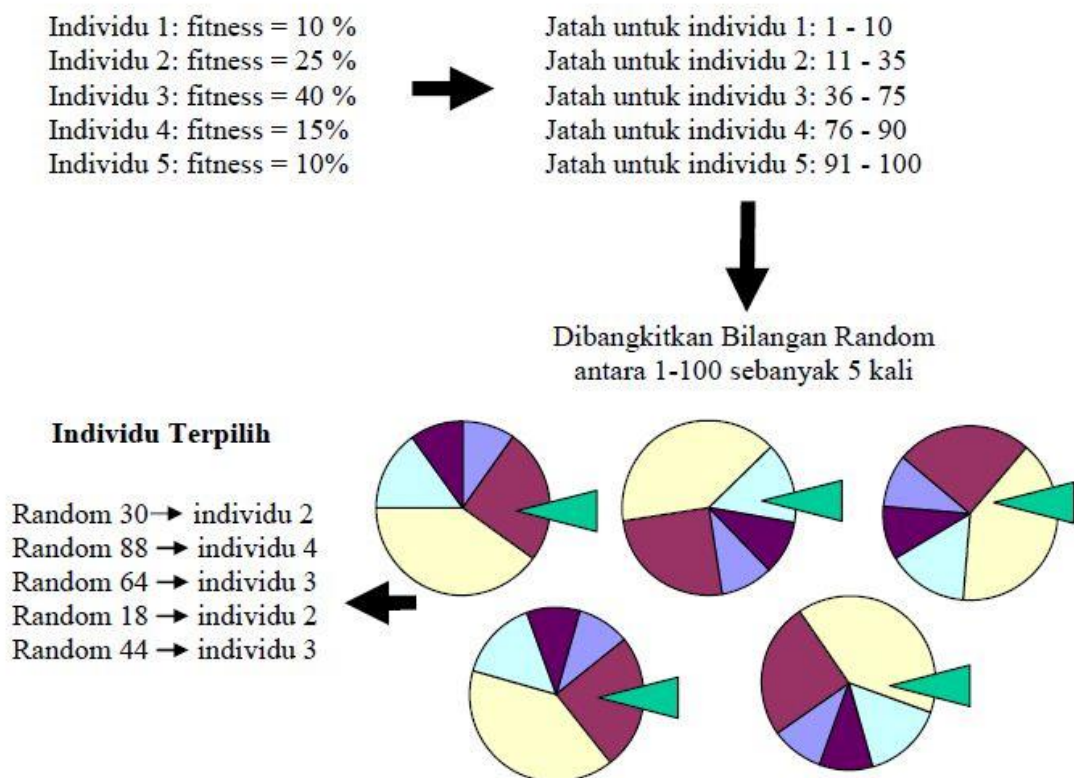 Individu 1: fitness = 10 %
Individu 2: fitness = 25 %
Individu 3: fitness = 40 %
Individu 4: fitness = 15%
Individu 5: fitness = 10%
Jatah untuk individu 1: 1 - 10
Jatah untuk individu 2: 11 - 35
Jatah untuk individu 3: 36 - 75
Jatah untuk individu 4: 76 - 90
Jatah untuk individu 5: 91 - 100
Dibangkitkan Bilangan Random
antara 1-100 sebanyak 5 kali
Individu Terpilih
Random 30 → individu 2
Random 88 → individu 4
Random 64 → individu 3
Random 18 → individu 2
Random 44 → individu 3